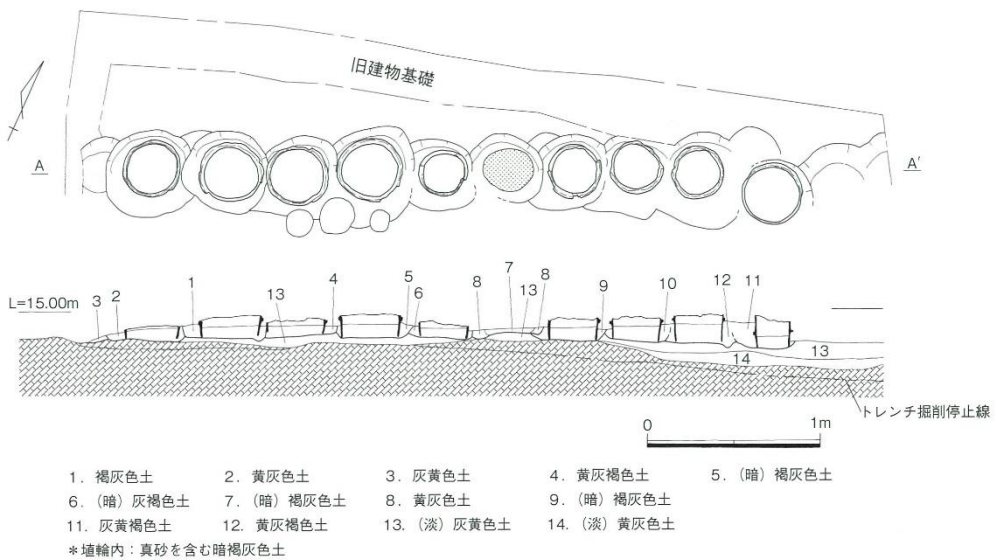 旧建物基礎
A A'
1 3 2 13 4 5 6 8 7 13 8 9 10 12 11
L=15.00m
14 13
トレンチ掘削停止線
0 1m
1. 褐灰色土 2. 黄灰色土 3. 灰黄色土 4. 黄灰褐色土 5. (暗) 褐灰色土
6. (暗) 灰褐色土 7. (暗) 褐灰色土 8. 黄灰色土 9. (暗) 褐灰色土
11. 灰黄褐色土 12. 黄灰褐色土 13. (淡) 灰黄色土 14. (淡) 黄灰色土
*埴輪内：真砂を含む暗褐灰色土